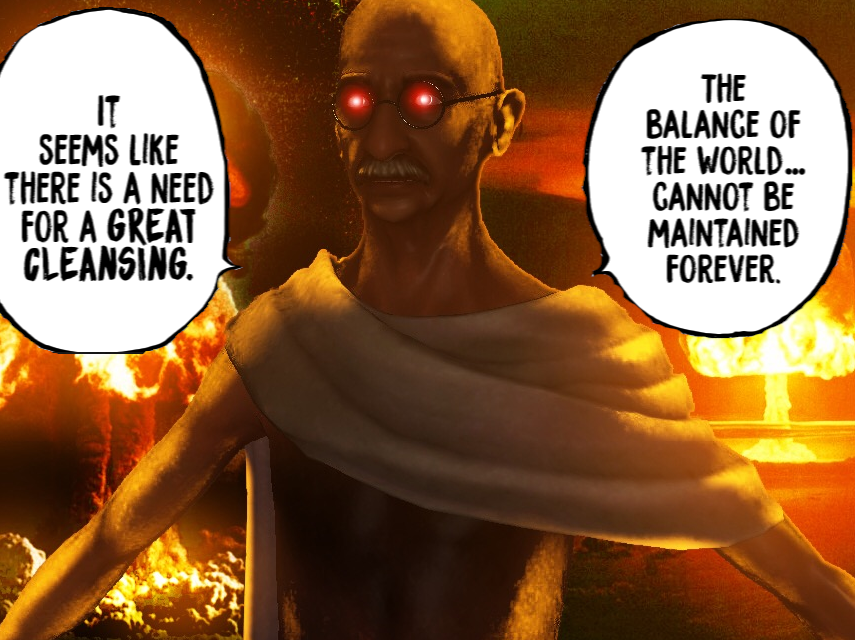 IT
SEEMS LIKE
THERE IS A NEED
FOR A GREAT
CLEANSING.
THE
BALANCE OF
THE WORLD...
CANNOT BE
MAINTAINED
FOREVER.